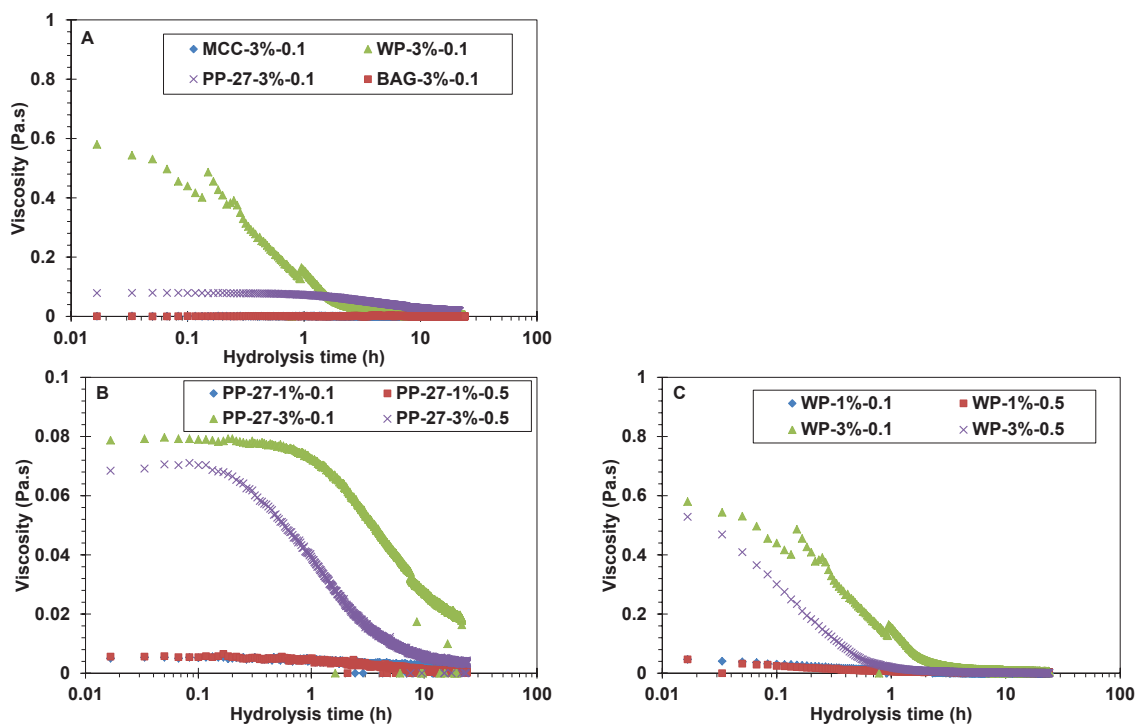 A
MCC-3%-0.1 WP-3%-0.1
PP-27-3%-0.1 BAG-3%-0.1
1
0.8
0.6
0.4
0.2
0
Viscosity (Pa.s)
0.01 0.1 1 10 100
Hydrolysis time (h)
B
PP-27-1%-0.1 PP-27-1%-0.5
PP-27-3%-0.1 PP-27-3%-0.5
0.1
0.08
0.06
0.04
0.02
0
Viscosity (Pa.s)
0.01 0.1 1 10 100
Hydrolysis time (h)
C
WP-1%-0.1 WP-1%-0.5
WP-3%-0.1 WP-3%-0.5
1
0.8
0.6
0.4
0.2
0
Viscosity (Pa.s)
0.01 0.1 1 10 100
Hydrolysis time (h)